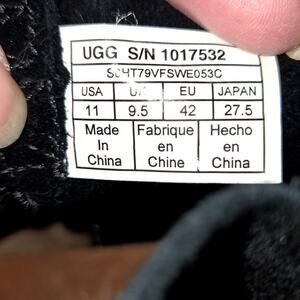 UGG S/N 1017532
S8HT79VFSWE053C
USA UK EU JAPAN
11 9.5 42 27.5
Made Fabrique Hecho
in en en
China Chine China